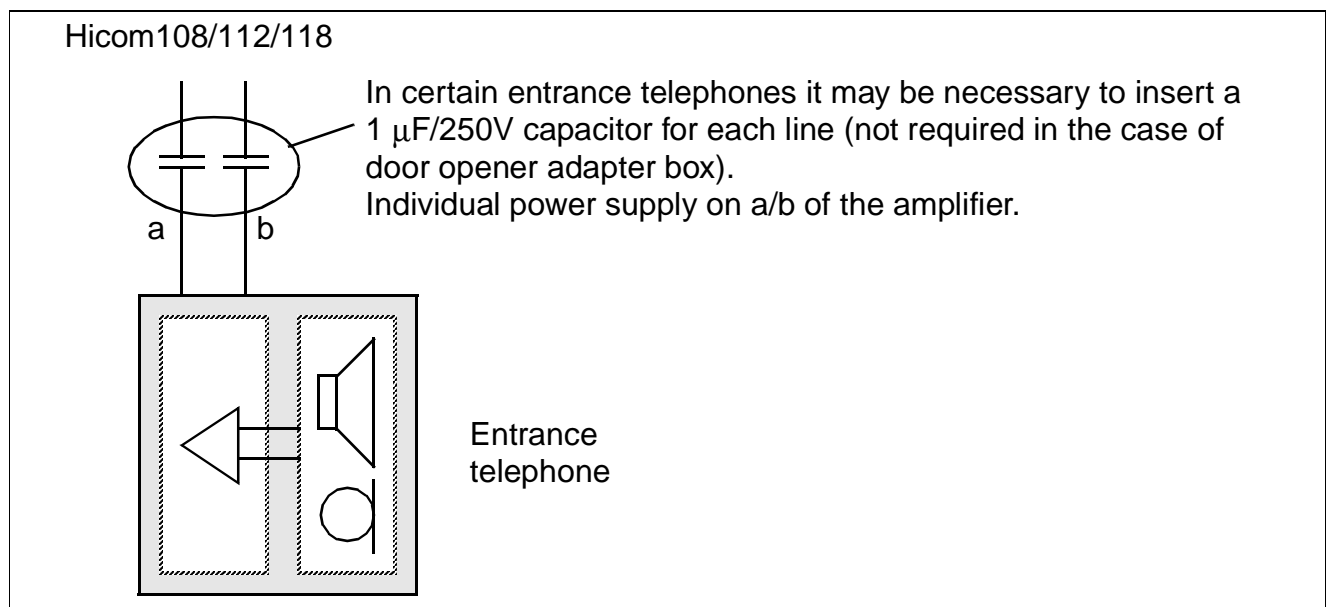 Hicom108/112/118
In certain entrance telephones it may be necessary to insert a
1 μF/250V capacitor for each line (not required in the case of
door opener adapter box).
Individual power supply on a/b of the amplifier.
a
b
Entrance
telephone